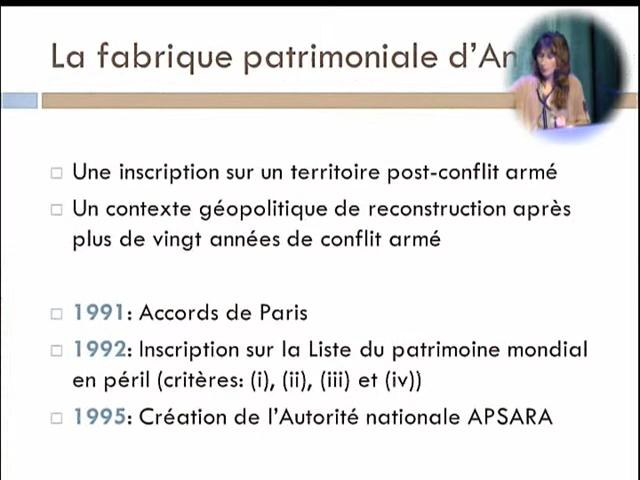 La fabrique patrimoniale
Une inscription sur un territoire post-conflit armé
Un contexte géopolitique de reconstruction après
plus de vingt années de conflit armé
1991: Accords de Paris
1992: Inscription sur la Liste du patrimoine mondial
en péril (critères: (i), (ii), (iii) et (iv))
1995: Création de l'Autorité nationale APSARA